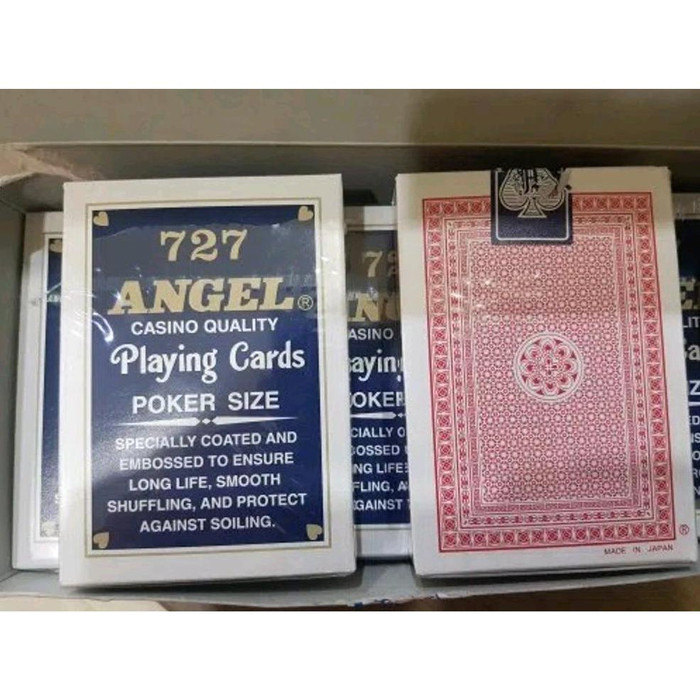 727
ANGEL®
CASINO QUALITY
Playing Cards
POKER SIZE
SPECIALLY COATED AND
EMBOSSED TO ENSURE
LONG LIFE, SMOOTH
SHUFFLING, AND PROTECT
AGAINST SOILING.
®
MADE IN JAPAN